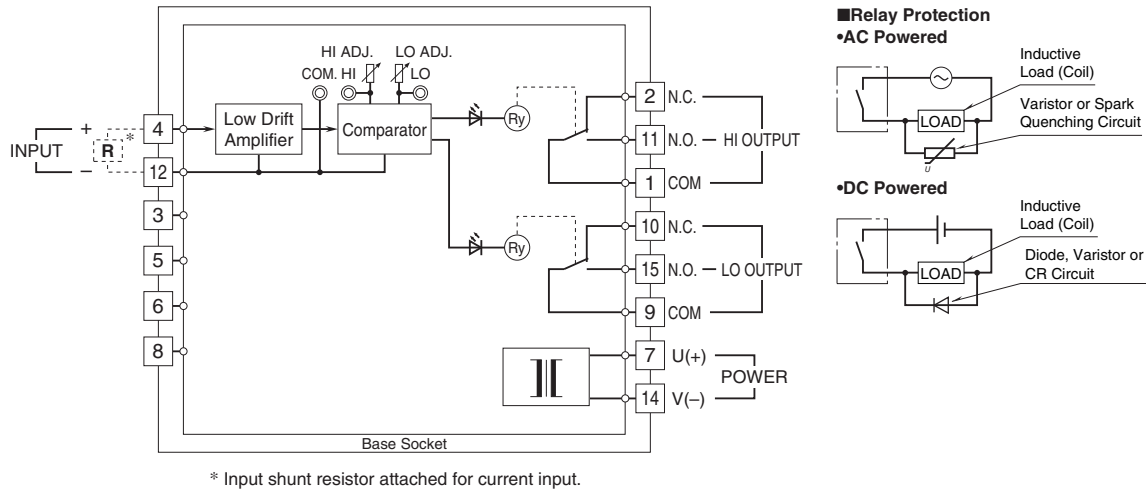 HI ADJ. LO ADJ.
COM. HI LO
Low Drift
Amplifier
Comparator
INPUT
+
−
R
*
4
12
3
5
6
8
Ry
Ry
2 N.C.
11 N.O. HI OUTPUT
1 COM
10 N.C.
15 N.O. LO OUTPUT
9 COM
7 U(+)
POWER
14 V(–)
Base Socket
* Input shunt resistor attached for current input.
■Relay Protection
•AC Powered
Inductive
Load (Coil)
LOAD
Varistor or Spark
Quenching Circuit
U
•DC Powered
Inductive
Load (Coil)
LOAD
Diode, Varistor or
CR Circuit